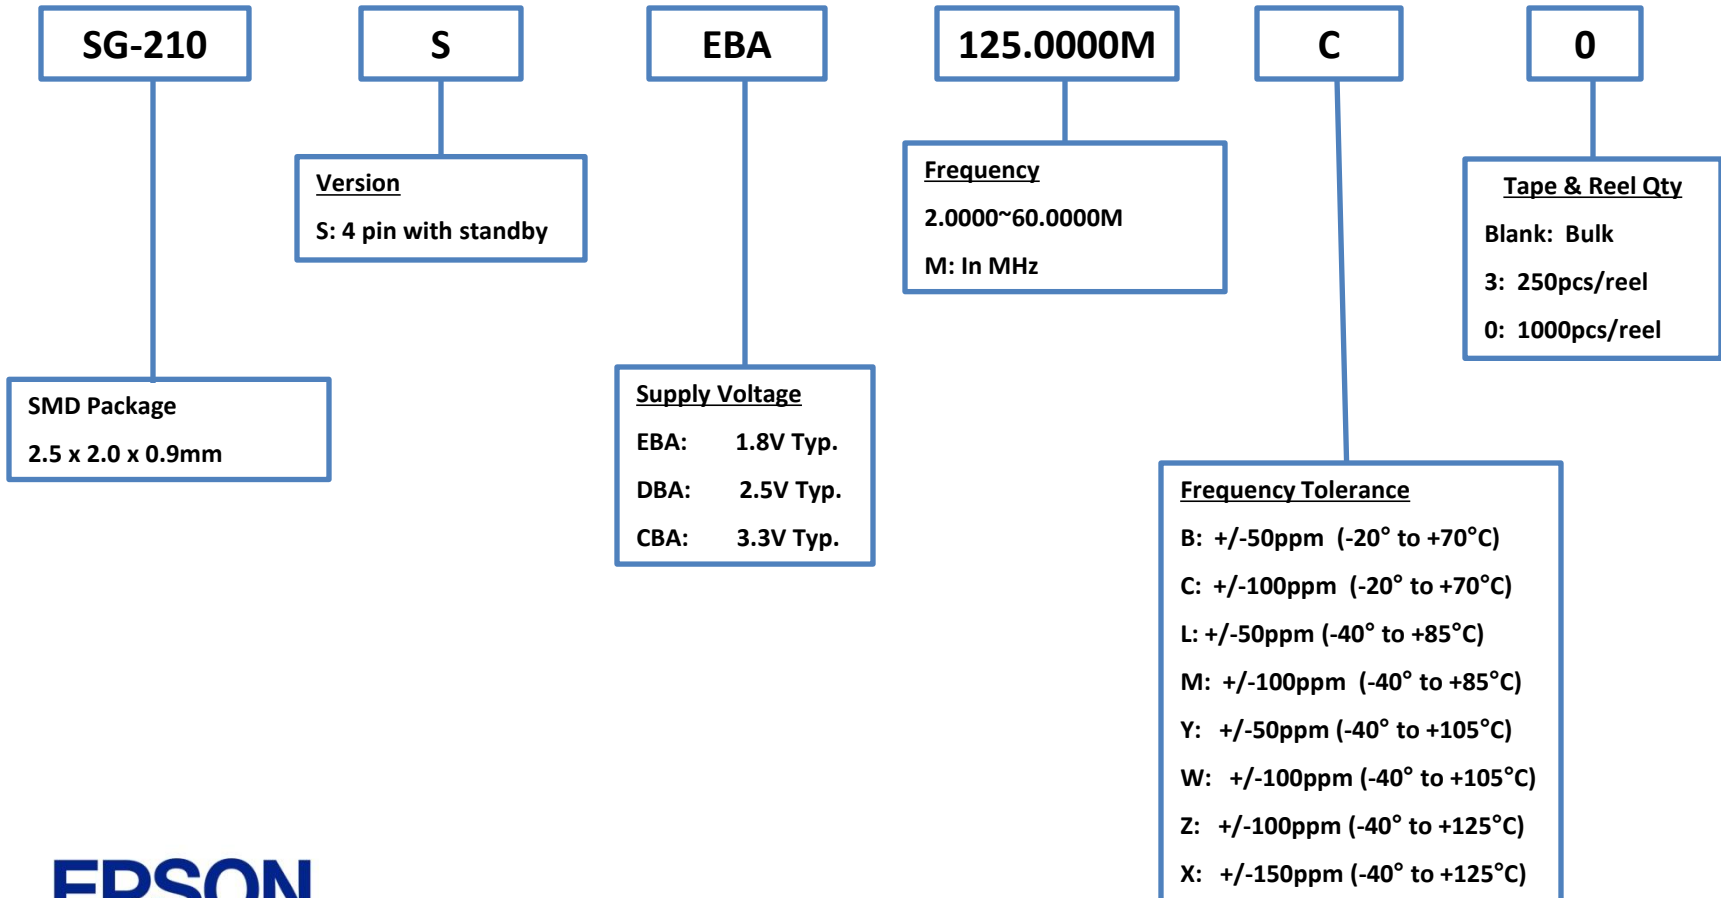 SG-210 S EBA 125.0000M C 0
Version
S: 4 pin with standby
Frequency
2.0000~60.0000M
M: In MHz
Tape & Reel Qty
Blank: Bulk
3: 250pcs/reel
0: 1000pcs/reel
SMD Package
2.5 x 2.0 x 0.9mm
Supply Voltage
EBA: 1.8V Typ.
DBA: 2.5V Typ.
CBA: 3.3V Typ.
Frequency Tolerance
B: +/-50ppm (-20° to +70°C)
C: +/-100ppm (-20° to +70°C)
L: +/-50ppm (-40° to +85°C)
M: +/-100ppm (-40° to +85°C)
Y: +/-50ppm (-40° to +105°C)
W: +/-100ppm (-40° to +105°C)
Z: +/-100ppm (-40° to +125°C)
X: +/-150ppm (-40° to +125°C)
EPSON